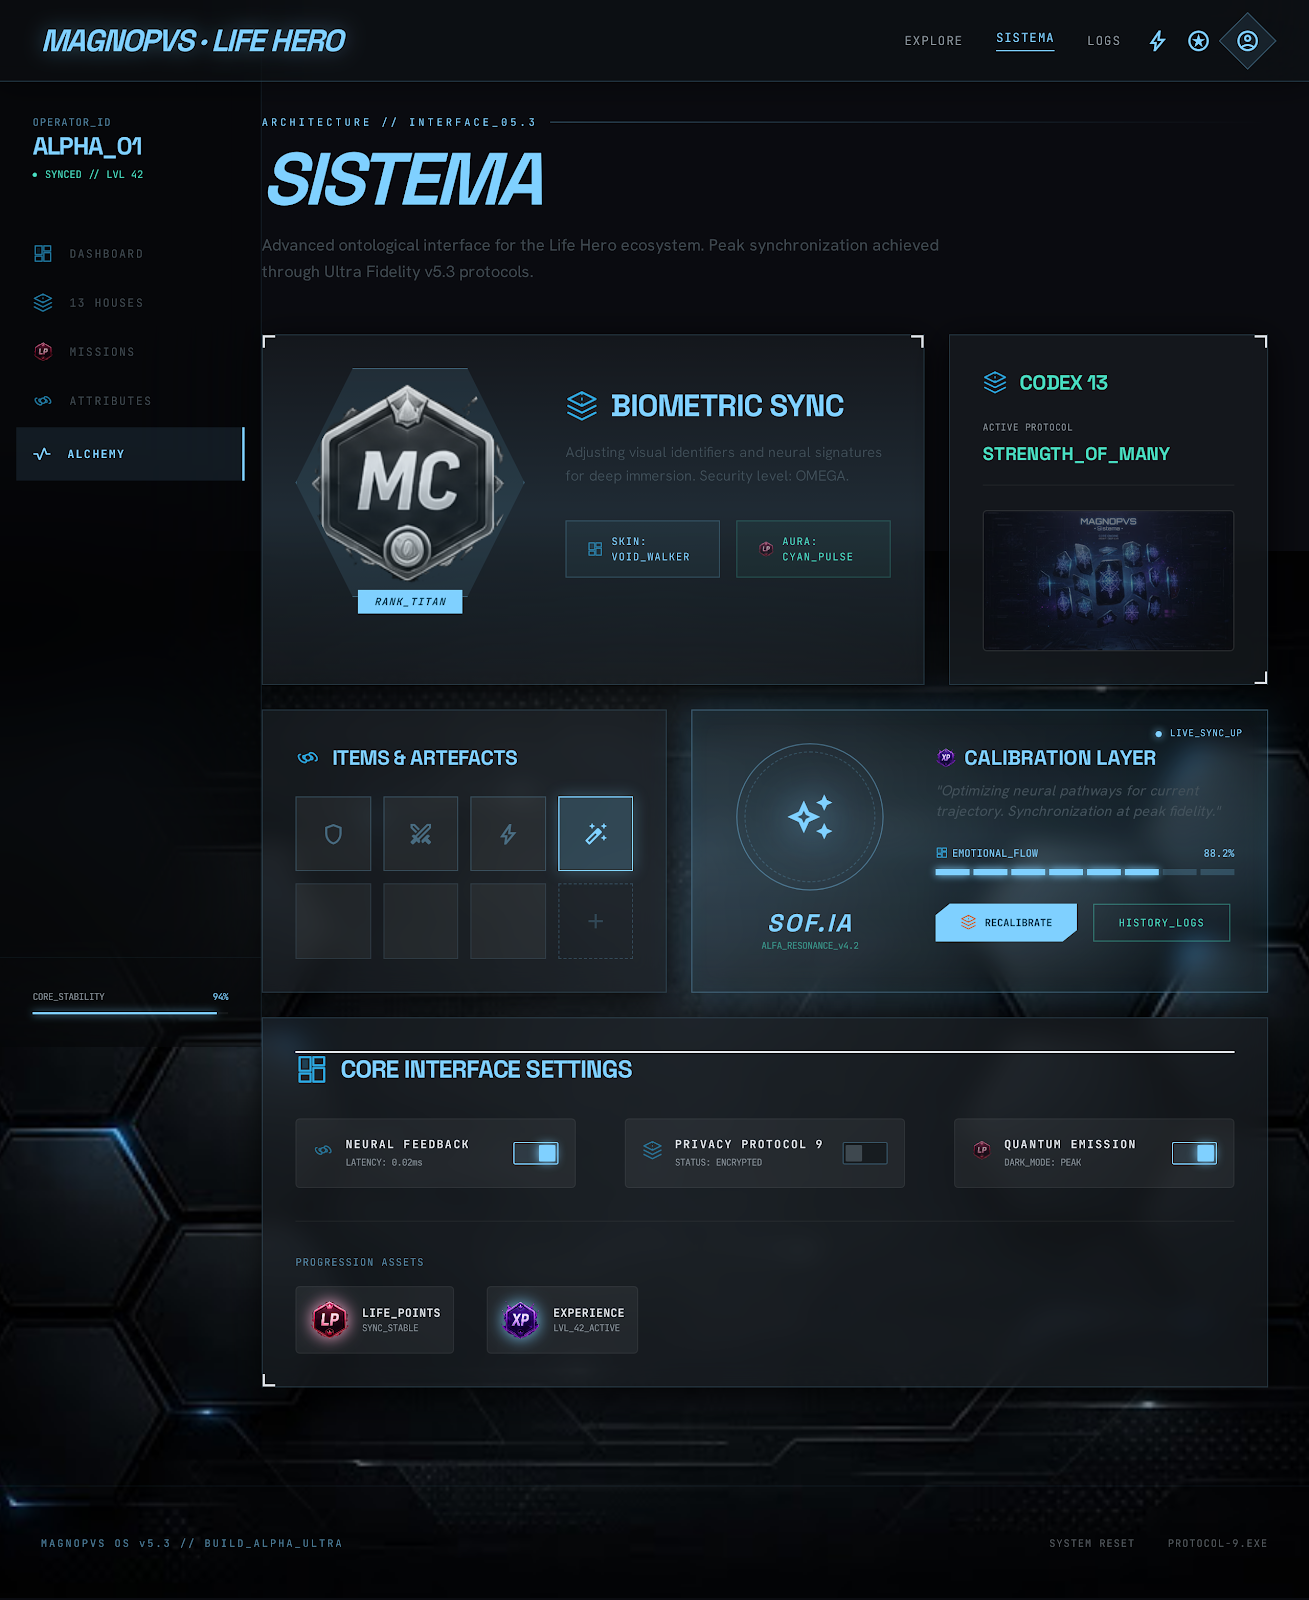 MAGNOPVS · LIFE HERO
EXPLORE
SISTEMA
LOGS
OPERATOR_ID
ALPHA_01
SYNCED // LVL 42
DASHBOARD
13 HOUSES
LP
MISSIONS
ATTRIBUTES
ALCHEMY
CORE_STABILITY
94%
ARCHITECTURE // INTERFACE_05.3
SISTEMA
Advanced ontological interface for the Life Hero ecosystem. Peak synchronization achieved
through Ultra Fidelity v5.3 protocols.
MC
RANK_TITAN
BIOMETRIC SYNC
Adjusting visual identifiers and neural signatures
for deep immersion. Security level: OMEGA.
SKIN:
VOID_WALKER
LP
AURA:
CYAN_PULSE
CODEX 13
ACTIVE PROTOCOL
STRENGTH_OF_MANY
MAGNOPVS
- Sistema -
ITEMS & ARTEFACTS
LIVE_SYNC_UP
XP
CALIBRATION LAYER
"Optimizing neural pathways for current
trajectory. Synchronization at peak fidelity."
EMOTIONAL_FLOW
88.2%
RECALIBRATE
HISTORY_LOGS
SOF.IA
ALFA_RESONANCE_v4.2
CORE INTERFACE SETTINGS
NEURAL FEEDBACK
LATENCY: 0.02ms
PRIVACY PROTOCOL 9
STATUS: ENCRYPTED
LP
QUANTUM EMISSION
DARK_MODE: PEAK
PROGRESSION ASSETS
LP
LIFE_POINTS
SYNC_STABLE
XP
EXPERIENCE
LVL_42_ACTIVE
MAGNOPVS OS v5.3 // BUILD_ALPHA_ULTRA
SYSTEM RESET
PROTOCOL-9.EXE